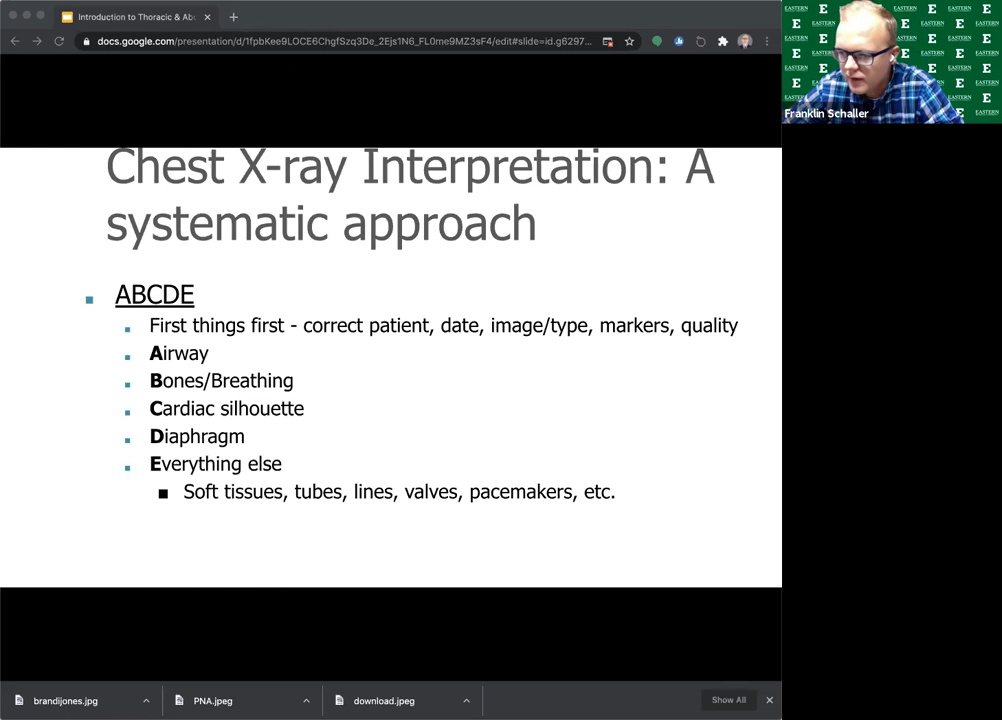 Introduction to Thoracic & Abd
docs.google.com/presentation/d/1fpbKee9LOCE6ChgfSzq3De_2Ejs1N6_FL0me9MZ3sF4/edit#slide=id.g6297...
Franklin Schaller
Chest X-ray Interpretation: A
systematic approach
ABCDE
First things first - correct patient, date, image/type, markers, quality
Airway
Bones/Breathing
Cardiac silhouette
Diaphragm
Everything else
Soft tissues, tubes, lines, valves, pacemakers, etc.
brandijones.jpg
PNA.jpeg
download.jpeg
Show All
EASTERN
E